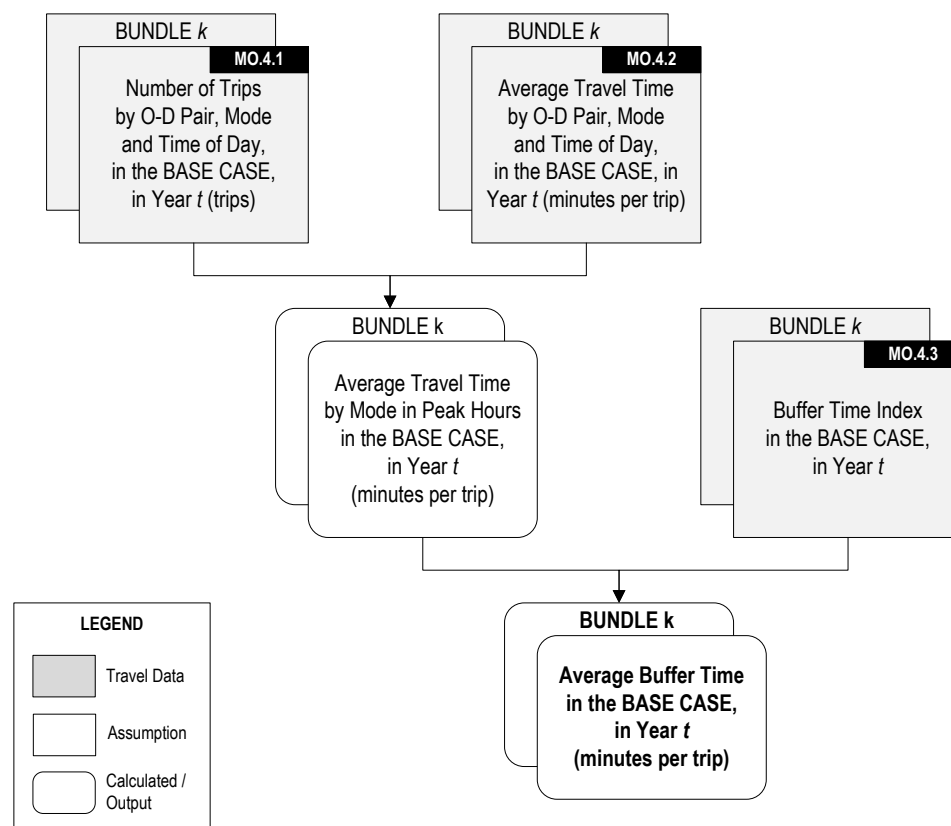 BUNDLE k
MO.4.1
Number of Trips
by O-D Pair, Mode
and Time of Day,
in the BASE CASE,
in Year t (trips)
BUNDLE k
MO.4.2
Average Travel Time
by O-D Pair, Mode
and Time of Day,
in the BASE CASE, in
Year t (minutes per trip)
BUNDLE k
Average Travel Time
by Mode in Peak Hours
in the BASE CASE,
in Year t
(minutes per trip)
BUNDLE k
MO.4.3
Buffer Time Index
in the BASE CASE,
in Year t
BUNDLE k
Average Buffer Time
in the BASE CASE,
in Year t
(minutes per trip)
LEGEND
Travel Data
Assumption
Calculated /
Output